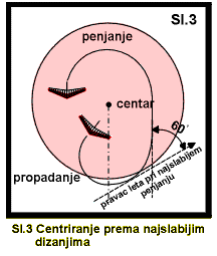 Sl.3
penjanje
centar
60°
propadanje
pravac leta pri najslabijem
penjanju
Sl.3 Centriranje prema najslabijim
dizanjima